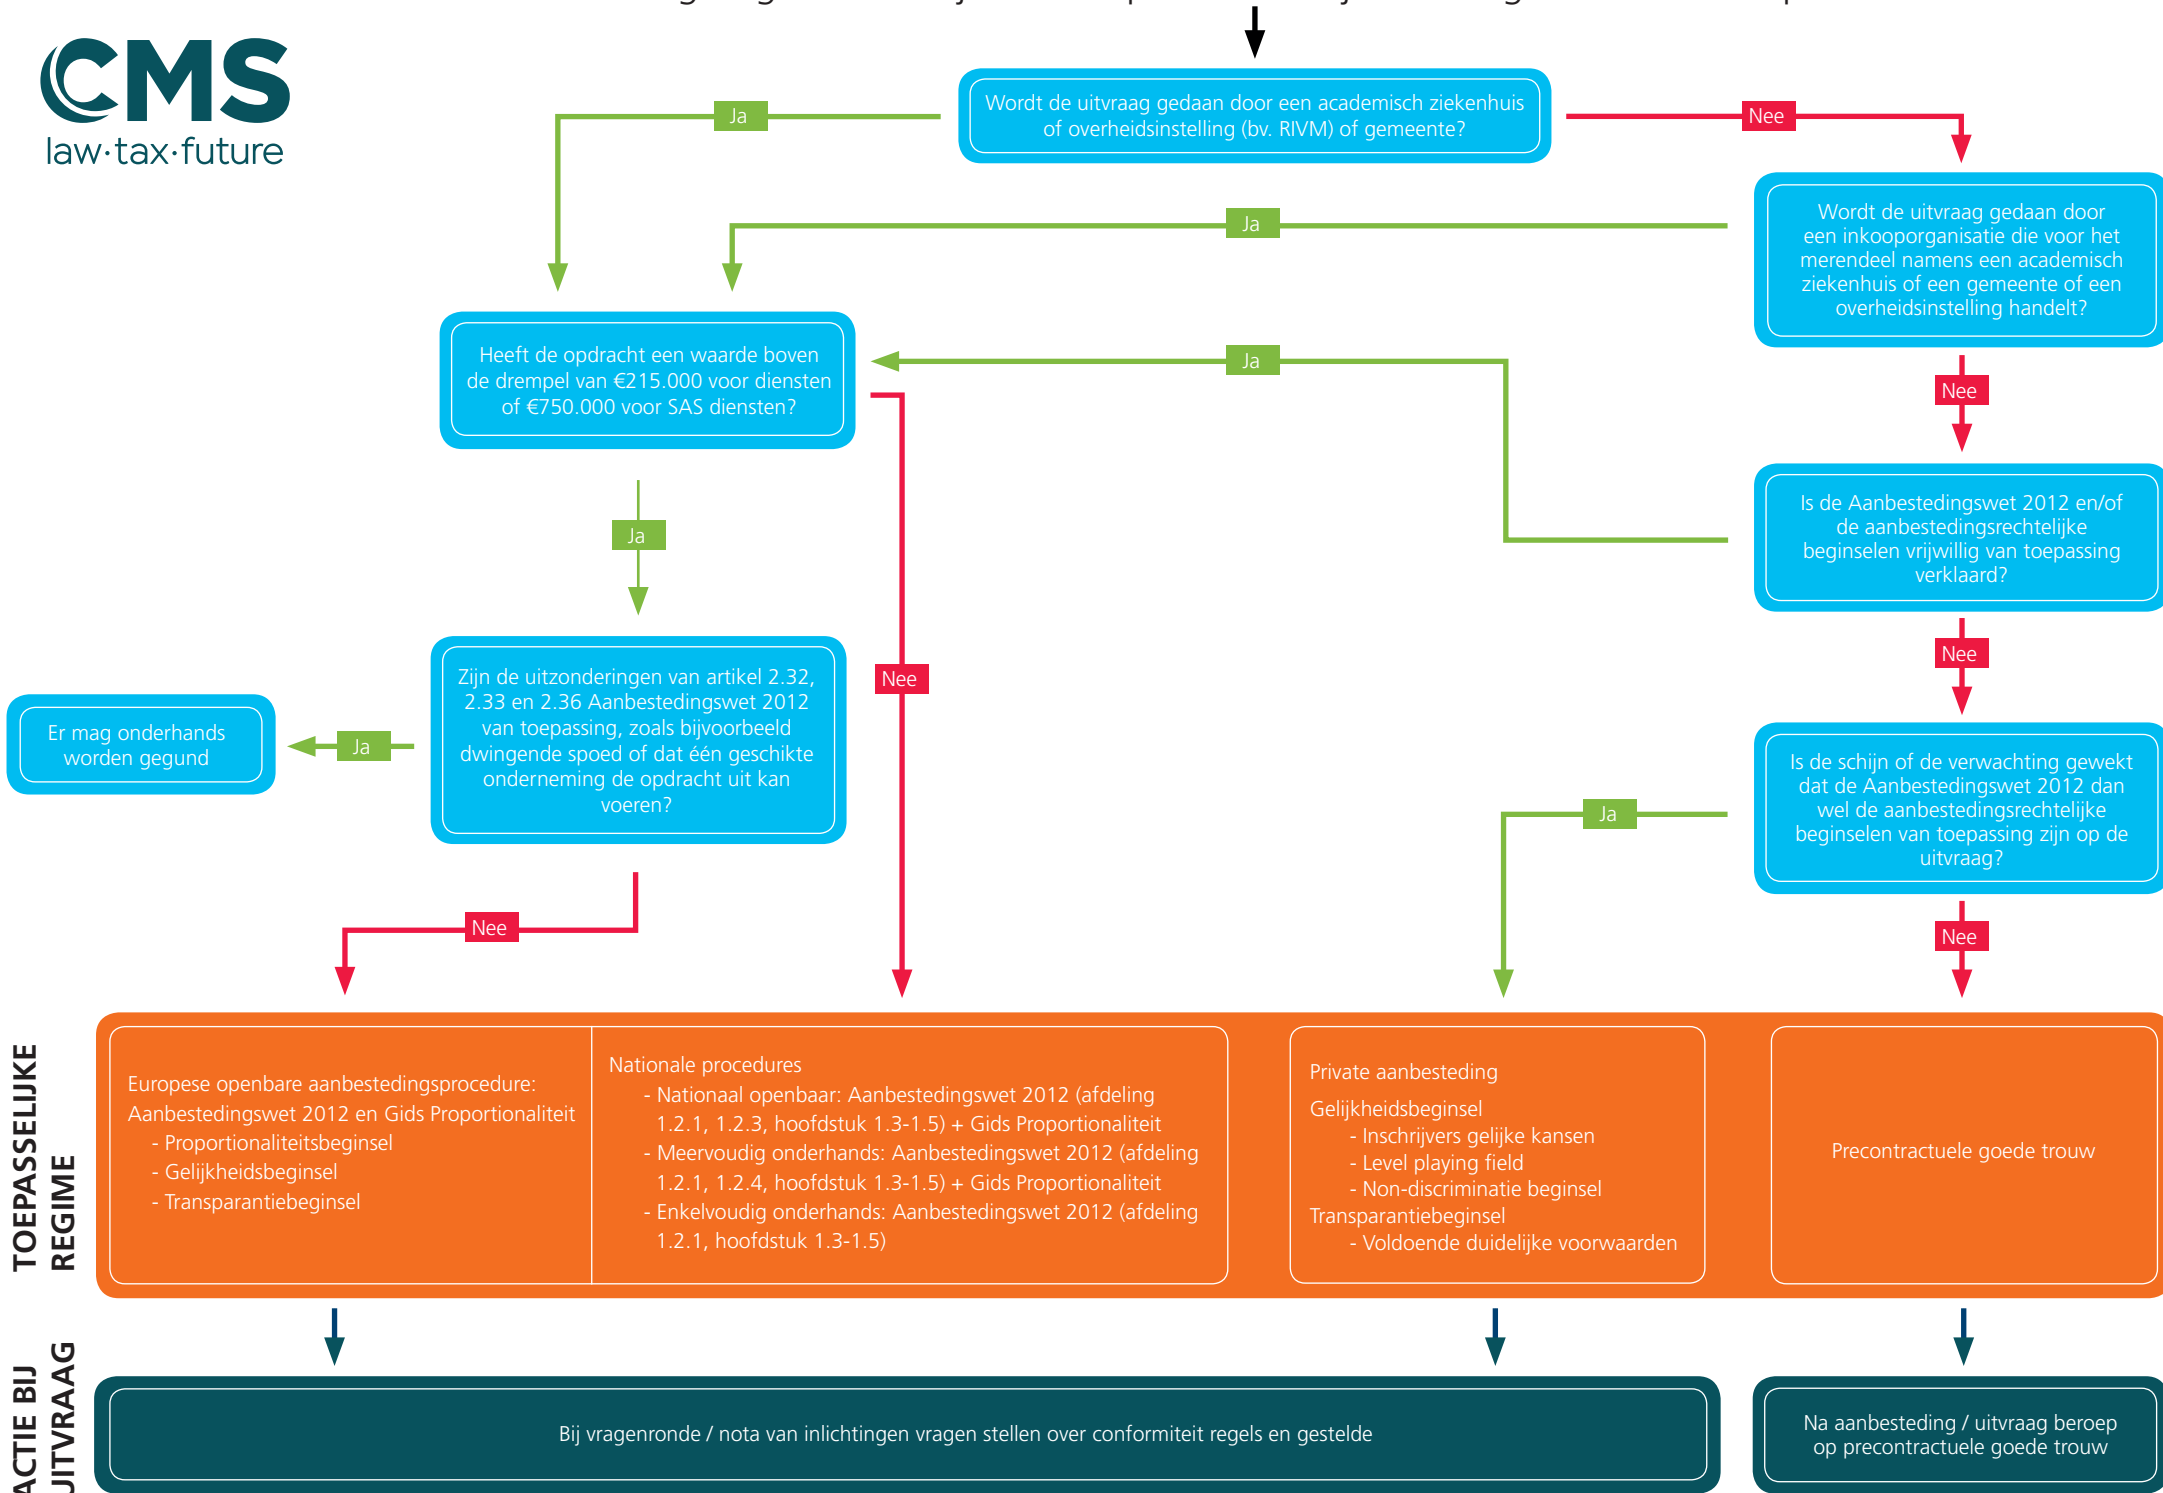 CMS
law·tax·future
Wordt de uitvraag gedaan door een academisch ziekenhuis
of overheidsinstelling (bv. RIVM) of gemeente?
Ja
Nee
Wordt de uitvraag gedaan door
een inkooporganisatie die voor het
merendeel namens een academisch
ziekenhuis of een gemeente of een
overheidsinstelling handelt?
Ja
Nee
Heeft de opdracht een waarde boven
de drempel van €215.000 voor diensten
of €750.000 voor SAS diensten?
Ja
Nee
Is de Aanbestedingswet 2012 en/of
de aanbestedingsrechtelijke
beginselen vrijwillig van toepassing
verklaard?
Ja
Nee
Zijn de uitzonderingen van artikel 2.32,
2.33 en 2.36 Aanbestedingswet 2012
van toepassing, zoals bijvoorbeeld
dwingende spoed of dat één geschikte
onderneming de opdracht uit kan
voeren?
Ja
Er mag onderhands
worden gegund
Nee
Is de schijn of de verwachting gewekt
dat de Aanbestedingswet 2012 dan
wel de aanbestedingsrechtelijke
beginselen van toepassing zijn op de
uitvraag?
Ja
Nee
TOEPASSELIJKE
REGIME
Europese openbare aanbestedingsprocedure:
Aanbestedingswet 2012 en Gids Proportionaliteit
- Proportionaliteitsbeginsel
- Gelijkheidsbeginsel
- Transparantiebeginsel
Nationale procedures
- Nationaal openbaar: Aanbestedingswet 2012 (afdeling
1.2.1, 1.2.3, hoofdstuk 1.3-1.5) + Gids Proportionaliteit
- Meervoudig onderhands: Aanbestedingswet 2012 (afdeling
1.2.1, 1.2.4, hoofdstuk 1.3-1.5) + Gids Proportionaliteit
- Enkelvoudig onderhands: Aanbestedingswet 2012 (afdeling
1.2.1, hoofdstuk 1.3-1.5)
Private aanbesteding
Gelijkheidsbeginsel
- Inschrijvers gelijke kansen
- Level playing field
- Non-discriminatie beginsel
Transparantiebeginsel
- Voldoende duidelijke voorwaarden
Precontractuele goede trouw
ACTIE BIJ
UITVRAAG
Bij vragenronde / nota van inlichtingen vragen stellen over conformiteit regels en gestelde
Na aanbesteding / uitvraag beroep
op precontractuele goede trouw